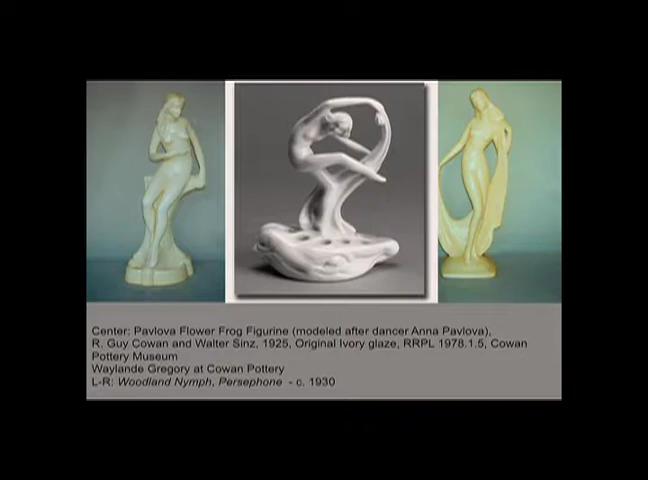 Center: Pavlova Flower Frog Figurine (modeled after dancer Anna Pavlova),
R. Guy Cowan and Walter Sinz, 1925, Original Ivory glaze, RRPL 1978.1.5, Cowan
Pottery Museum
Waylande Gregory at Cowan Pottery
L-R: Woodland Nymph, Persephone - c. 1930